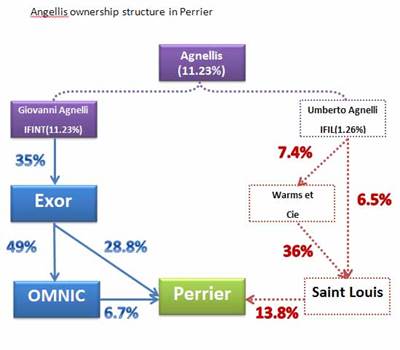 Angellis ownership structure in Perrier
Agnellis
(11.23%)
Giovanni Agnelli
IFINT(11.23%)
Umberto Agnelli
IFIL(1.26%)
35%
7.4%
Exor
Warms et
Cie
6.5%
49%
28.8%
36%
OMNIC
Perrier
Saint Louis
6.7%
13.8%